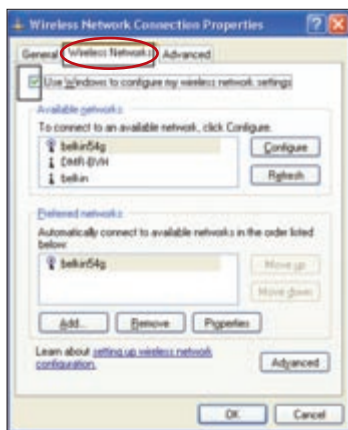 Wireless Network Connection Properties
General Wireless Networks Advanced
Use Windows to configure my wireless network settings
Available networks:
To connect to an available network, click Configure.
belkin54g
DMR-BVH
belkin
Configure
Refresh
Preferred networks:
Automatically connect to available networks in the order listed
below:
belkin54g
Move up
Move down
Add... Remove Properties
Learn about setting up wireless network
configuration.
Advanced
OK Cancel